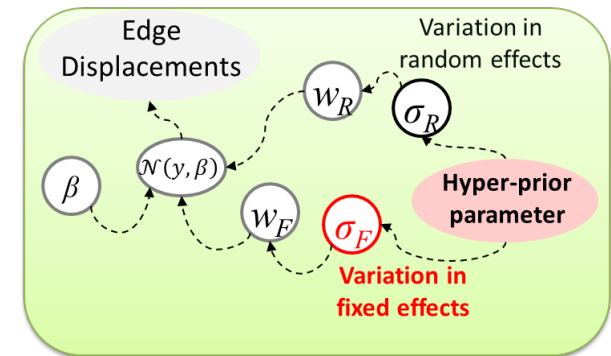 Edge
Displacements
Variation in
random effects
w_R
σ_R
𝒩(y, β)
β
Hyper-prior
parameter
w_F
σ_F
Variation in
fixed effects